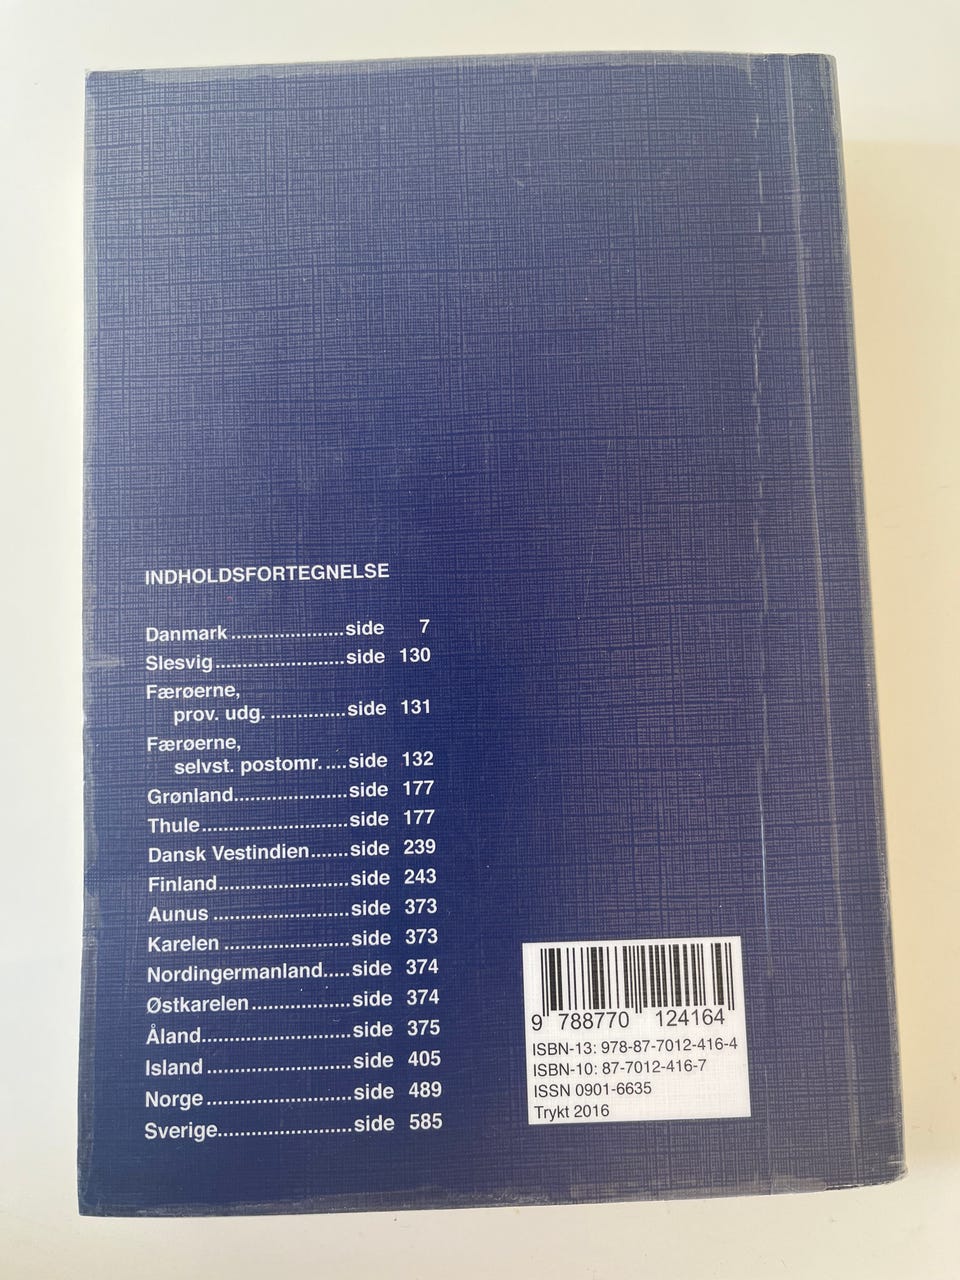 INDHOLDSFORTEGNELSE
Danmark.....................side 7
Slesvig........................side 130
Færøerne,
prov. udg. ..............side 131
Færøerne,
selvst. postomr. ....side 132
Grønland.....................side 177
Thule...........................side 177
Dansk Vestindien.......side 239
Finland........................side 243
Aunus .........................side 373
Karelen .......................side 373
Nordingermanland.....side 374
Østkarelen...................side 374
Åland............................side 375
Island ...........................side 405
Norge...........................side 489
Sverige.........................side 585
9 788770 124164
ISBN-13: 978-87-7012-416-4
ISBN-10: 87-7012-416-7
ISSN 0901-6635
Trykt 2016